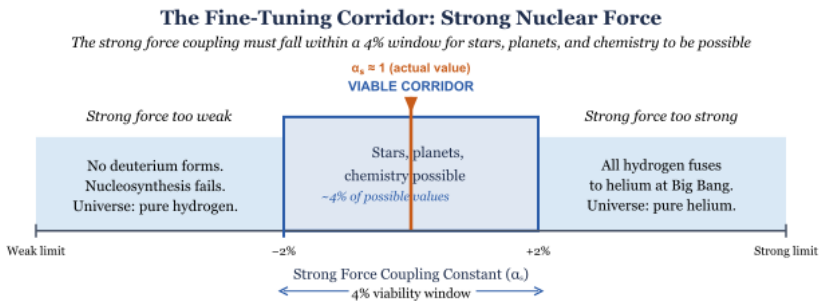 The Fine-Tuning Corridor: Strong Nuclear Force
The strong force coupling must fall within a 4% window for stars, planets, and chemistry to be possible
αₛ ≈ 1 (actual value)
VIABLE CORRIDOR
Strong force too weak
Strong force too strong
No deuterium forms.
Nucleosynthesis fails.
Universe: pure hydrogen.
Stars, planets,
chemistry possible
~4% of possible values
All hydrogen fuses
to helium at Big Bang.
Universe: pure helium.
Weak limit
−2%
+2%
Strong limit
Strong Force Coupling Constant (αₛ)
4% viability window